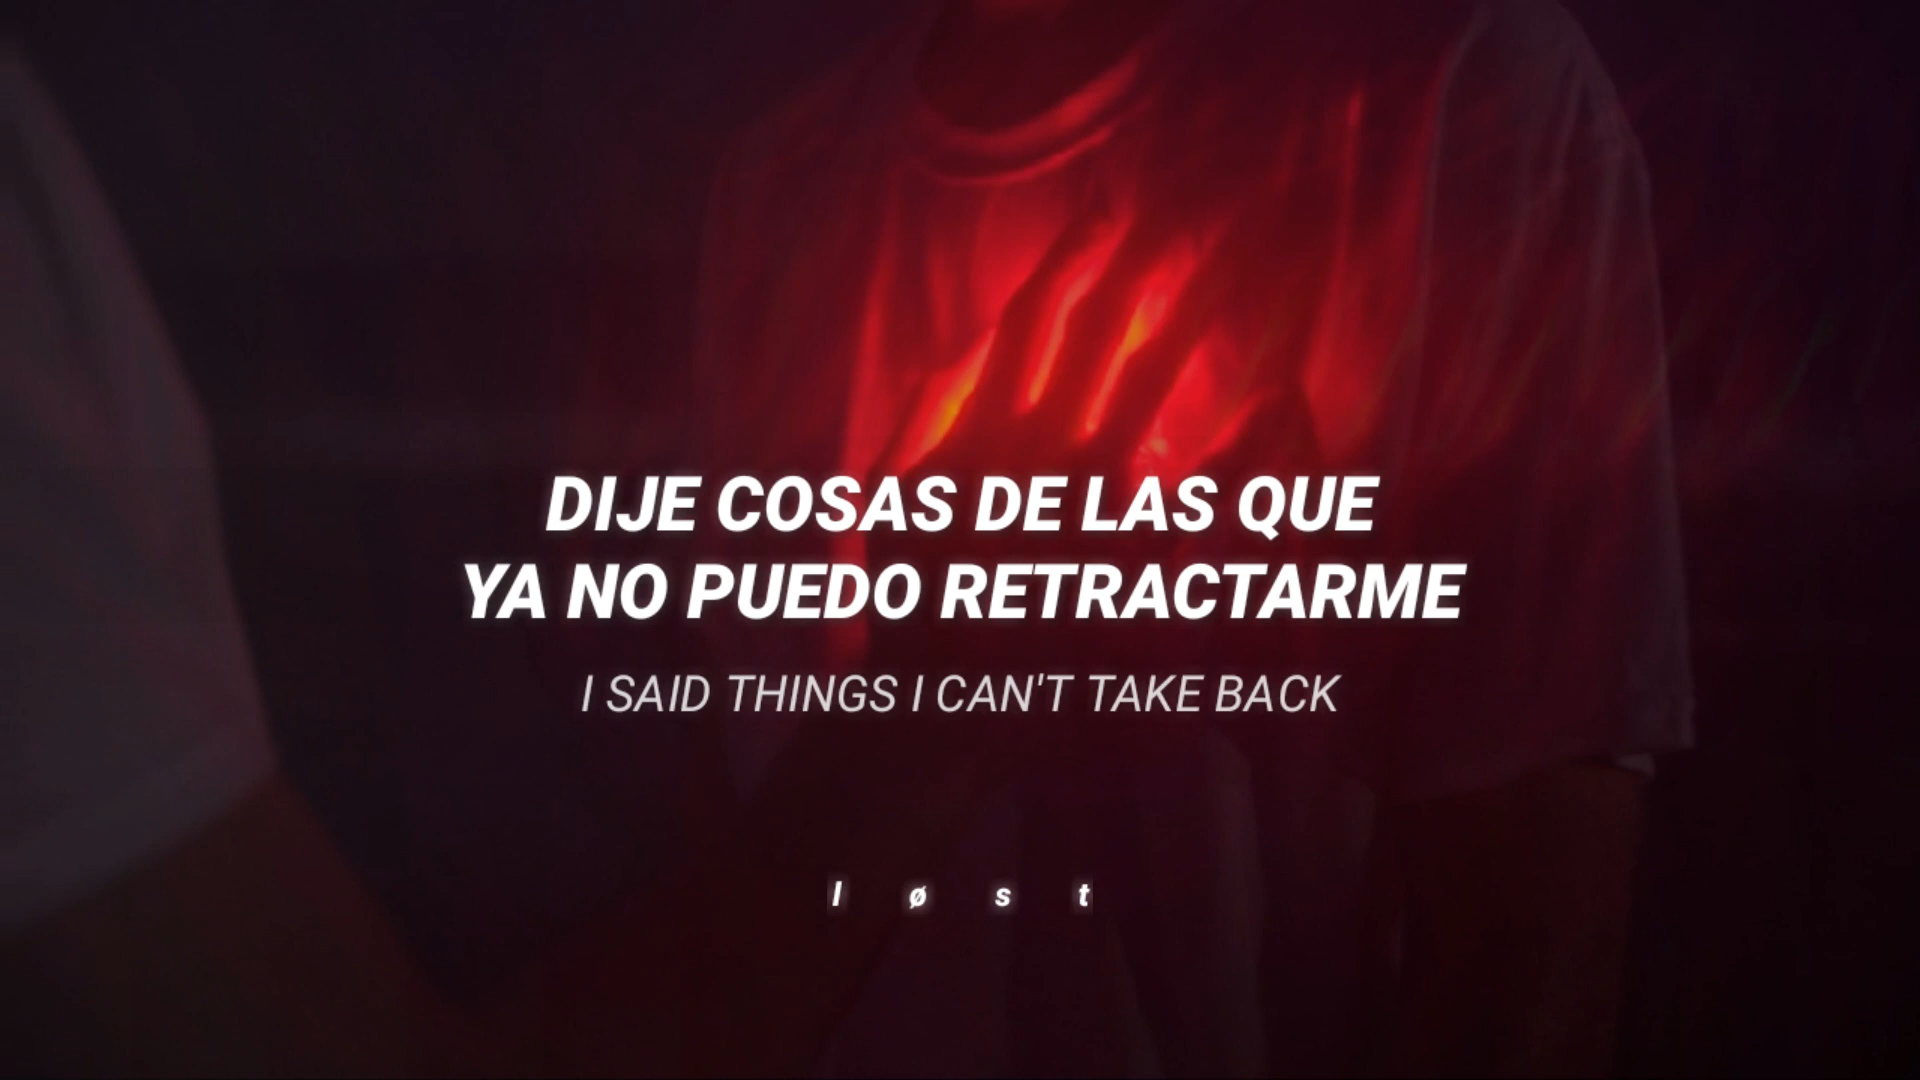 DIJE COSAS DE LAS QUE
YA NO PUEDO RETRACTARME
I SAID THINGS I CAN'T TAKE BACK
l ø s t